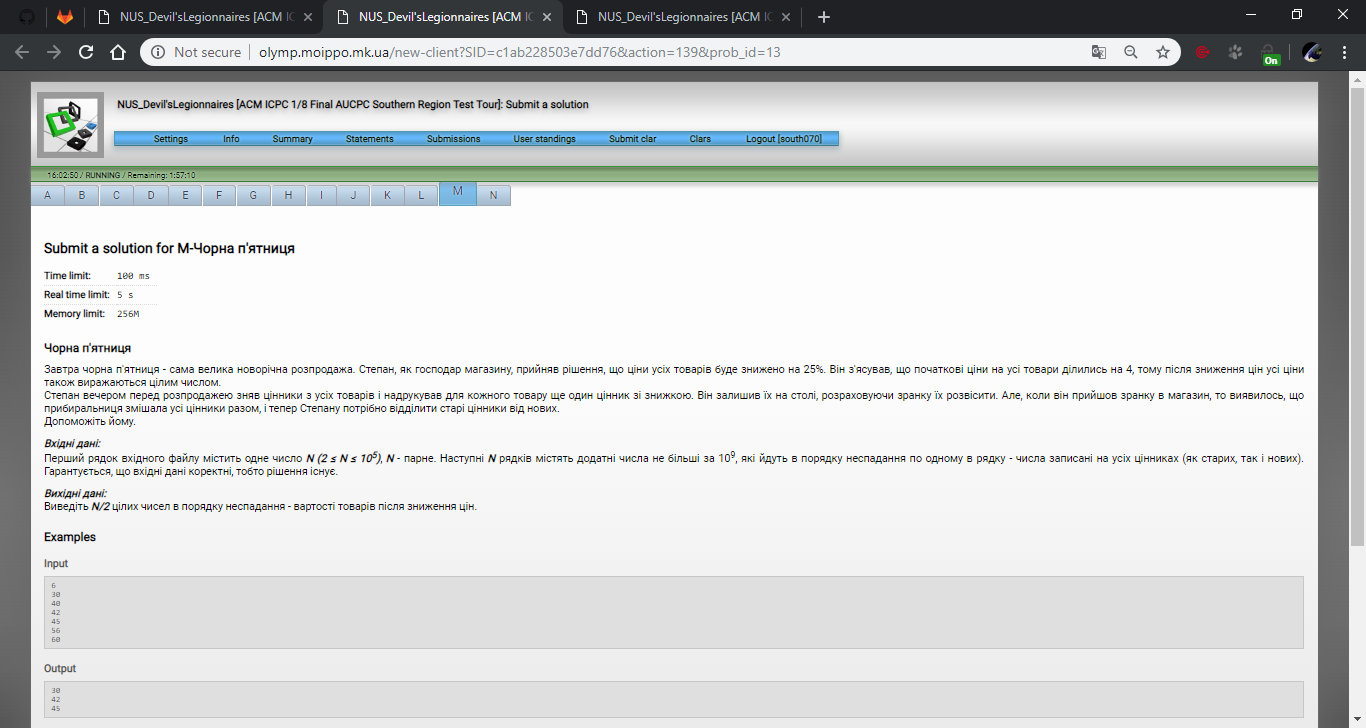 NUS_Devil'sLegionnaires [ACM IC
NUS_Devil'sLegionnaires [ACM IC
NUS_Devil'sLegionnaires [ACM IC
Not secure
olymp.moippo.mk.ua/new-client?SID=c1ab228503e7dd76&action=139&prob_id=13
On
NUS_Devil'sLegionnaires [ACM ICPC 1/8 Final AUCPC Southern Region Test Tour]: Submit a solution
Settings Info Summary Statements Submissions User standings Submit clar Clars Logout [south070]
16:02:50 / RUNNING / Remaining: 1:57:10
A B C D E F G H I J K L M N
Submit a solution for M-Чорна п'ятниця
Time limit: 100 ms
Real time limit: 5 s
Memory limit: 256M
Чорна п'ятниця
Завтра чорна п'ятниця - сама велика новорічна розпродажа. Степан, як господар магазину, прийняв рішення, що ціни усіх товарів буде знижено на 25%. Він з'ясував, що початкові ціни на усі товари ділились на 4, тому після зниження цін усі ціни
також виражаються цілим числом.
Степан вечером перед розпродажею зняв цінники з усіх товарів і надрукував для кожного товару ще один цінник зі знижкою. Він залишив їх на столі, розраховуючи зранку їх розвісити. Але, коли він прийшов зранку в магазин, то виявилось, що
прибиральниця змішала усі цінники разом, і тепер Степану потрібно відділити старі цінники від нових.
Допоможіть йому.
Вхідні дані:
Перший рядок вхідного файлу містить одне число N (2 ≤ N ≤ 10⁵), N - парне. Наступні N рядків містять додатні числа не більші за 10⁹, які йдуть в порядку неспадання по одному в рядку - числа записані на усіх цінниках (як старих, так і нових).
Гарантується, що вхідні дані коректні, тобто рішення існує.
Вихідні дані:
Виведіть N/2 цілих чисел в порядку неспадання - вартості товарів після зниження цін.
Examples
Input
6
30
40
42
45
56
60
Output
30
42
45